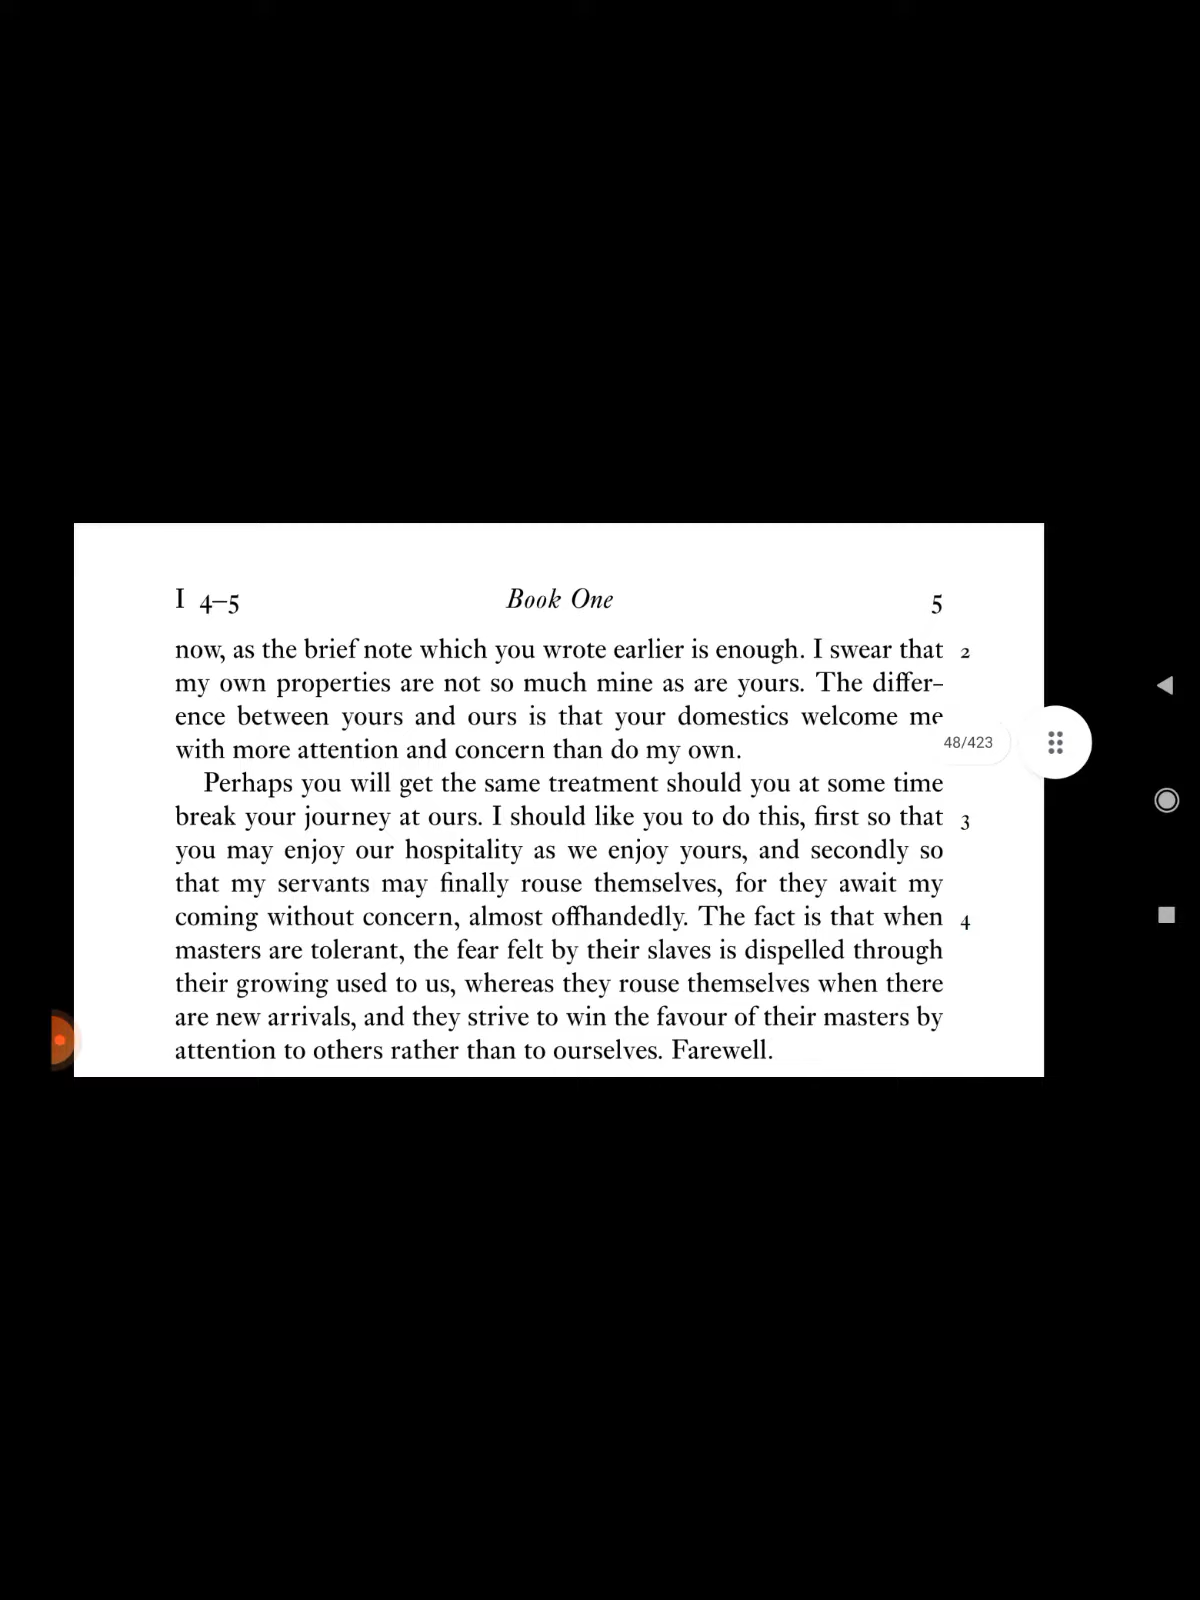 I 4–5 Book One 5
now, as the brief note which you wrote earlier is enough. I swear that 2
my own properties are not so much mine as are yours. The differ-
ence between yours and ours is that your domestics welcome me
with more attention and concern than do my own.
48/423
Perhaps you will get the same treatment should you at some time
break your journey at ours. I should like you to do this, first so that 3
you may enjoy our hospitality as we enjoy yours, and secondly so
that my servants may finally rouse themselves, for they await my
coming without concern, almost offhandedly. The fact is that when 4
masters are tolerant, the fear felt by their slaves is dispelled through
their growing used to us, whereas they rouse themselves when there
are new arrivals, and they strive to win the favour of their masters by
attention to others rather than to ourselves. Farewell.